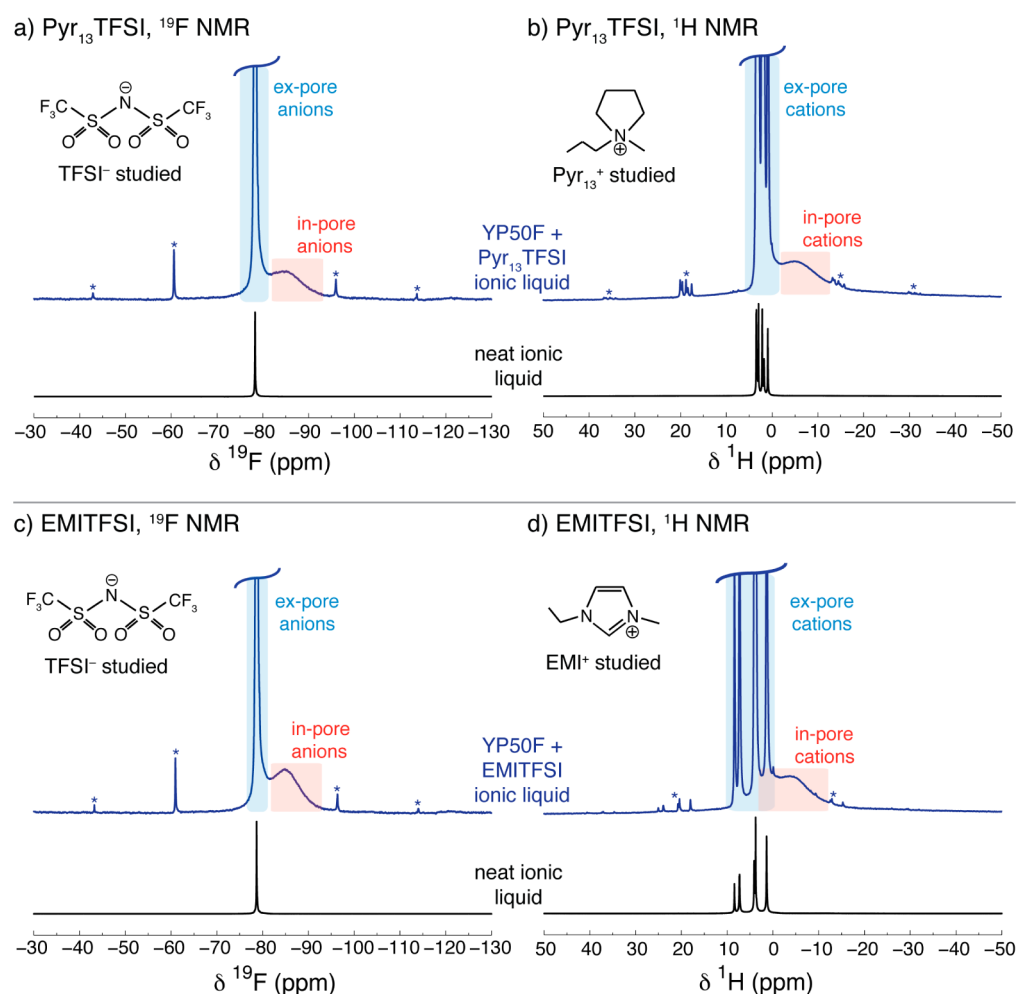 a) Pyr₁₃TFSI, ¹⁹F NMR
F₃C
S
N
⊖
S
CF₃
O
O
O
O
TFSI⁻ studied
ex-pore
anions
in-pore
anions
*
*
*
*
−30 −40 −50 −60 −70 −80 −90 −100 −110 −120 −130
δ ¹⁹F (ppm)
YP50F +
Pyr₁₃TFSI
ionic liquid
neat ionic
liquid
b) Pyr₁₃TFSI, ¹H NMR
N
⊕
Pyr₁₃⁺ studied
ex-pore
cations
in-pore
cations
*
*
*
*
50 40 30 20 10 0 −10 −20 −30 −40 −50
δ ¹H (ppm)
c) EMITFSI, ¹⁹F NMR
F₃C
S
N
⊖
S
CF₃
O
O
O
O
TFSI⁻ studied
ex-pore
anions
in-pore
anions
*
*
*
*
−30 −40 −50 −60 −70 −80 −90 −100 −110 −120 −130
δ ¹⁹F (ppm)
YP50F +
EMITFSI
ionic liquid
neat ionic
liquid
d) EMITFSI, ¹H NMR
N
N
⊕
EMI⁺ studied
ex-pore
cations
in-pore
cations
*
*
50 40 30 20 10 0 −10 −20 −30 −40 −50
δ ¹H (ppm)